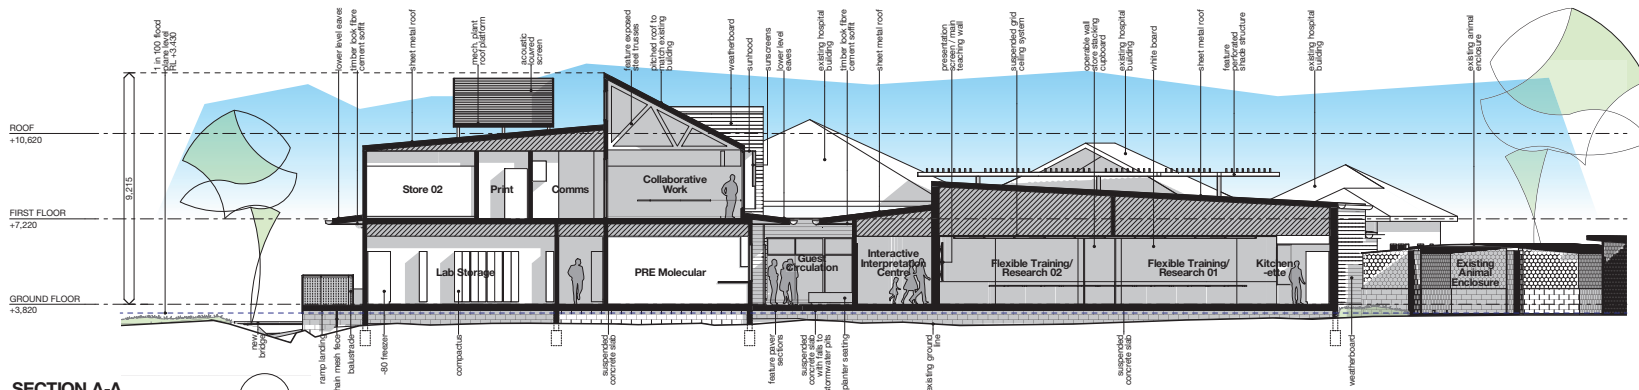 1 in 100 flood
plane level
RL +3,430
lower level eaves
timber look fibre
cement soffit
sheet metal roof
mech. plant
roof platform
acoustic
louvred
screen
feature exposed
steel trusses
pitched roof to
match existing
building
weatherboard
sunhood
sunscreens
lower level
eaves
existing hospital
building
timber look fibre
cement soffit
sheet metal roof
presentation
screen / main
teaching wall
suspended grid
ceiling system
operable wall
store stacking
cupboard
existing hospital
building
white board
sheet metal roof
feature
perforated
shade structure
existing hospital
building
existing animal
enclosure
ROOF
+10,620
9,215
FIRST FLOOR
+7,220
GROUND FLOOR
+3,820
Store 02
Print
Comms
Collaborative
Work
Lab Storage
PRE Molecular
Guest
Circulation
Interactive
Interpretation
Centre
Flexible Training/
Research 02
Flexible Training/
Research 01
Kitchen
-ette
Existing
Animal
Enclosure
new
bridge
ramp landing
hain mesh fece
balustrade
-80 freezer
compactus
suspended
concrete slab
feature paver
sections
suspended
concrete slab
with falls to
stormwater pits
planter seating
existing ground
line
suspended
concrete slab
weatherboard
SECTION A-A